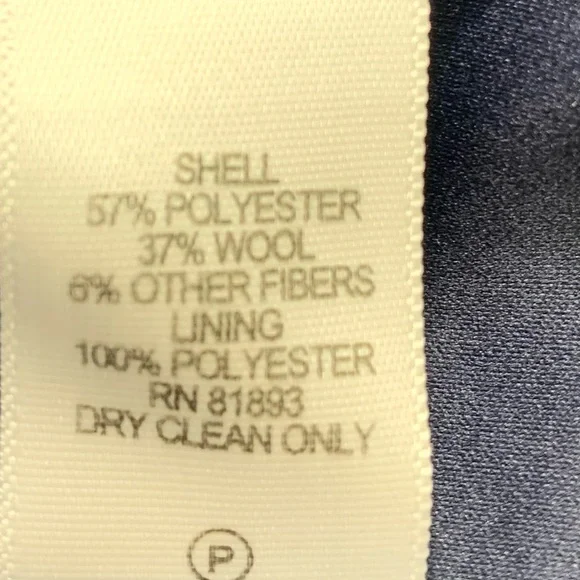 SHELL
57% POLYESTER
37% WOOL
6% OTHER FIBERS
LINING
100% POLYESTER
RN 81893
DRY CLEAN ONLY
P